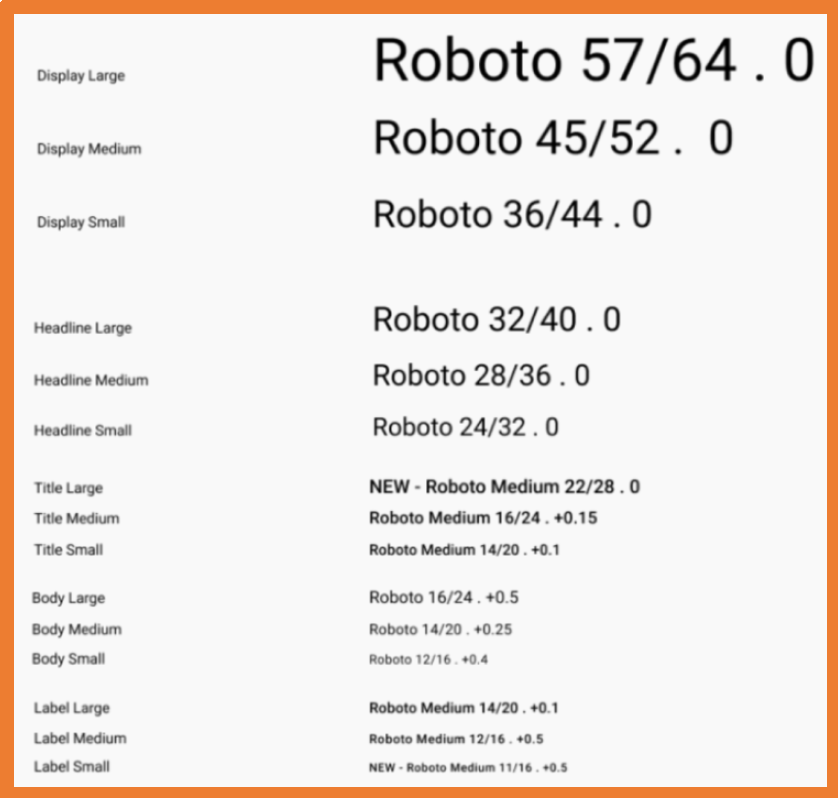 Display Large Roboto 57/64 . 0
Display Medium Roboto 45/52 . 0
Display Small Roboto 36/44 . 0
Headline Large Roboto 32/40 . 0
Headline Medium Roboto 28/36 . 0
Headline Small Roboto 24/32 . 0
Title Large NEW - Roboto Medium 22/28 . 0
Title Medium Roboto Medium 16/24 . +0.15
Title Small Roboto Medium 14/20 . +0.1
Body Large Roboto 16/24 . +0.5
Body Medium Roboto 14/20 . +0.25
Body Small Roboto 12/16 . +0.4
Label Large Roboto Medium 14/20 . +0.1
Label Medium Roboto Medium 12/16 . +0.5
Label Small NEW - Roboto Medium 11/16 . +0.5